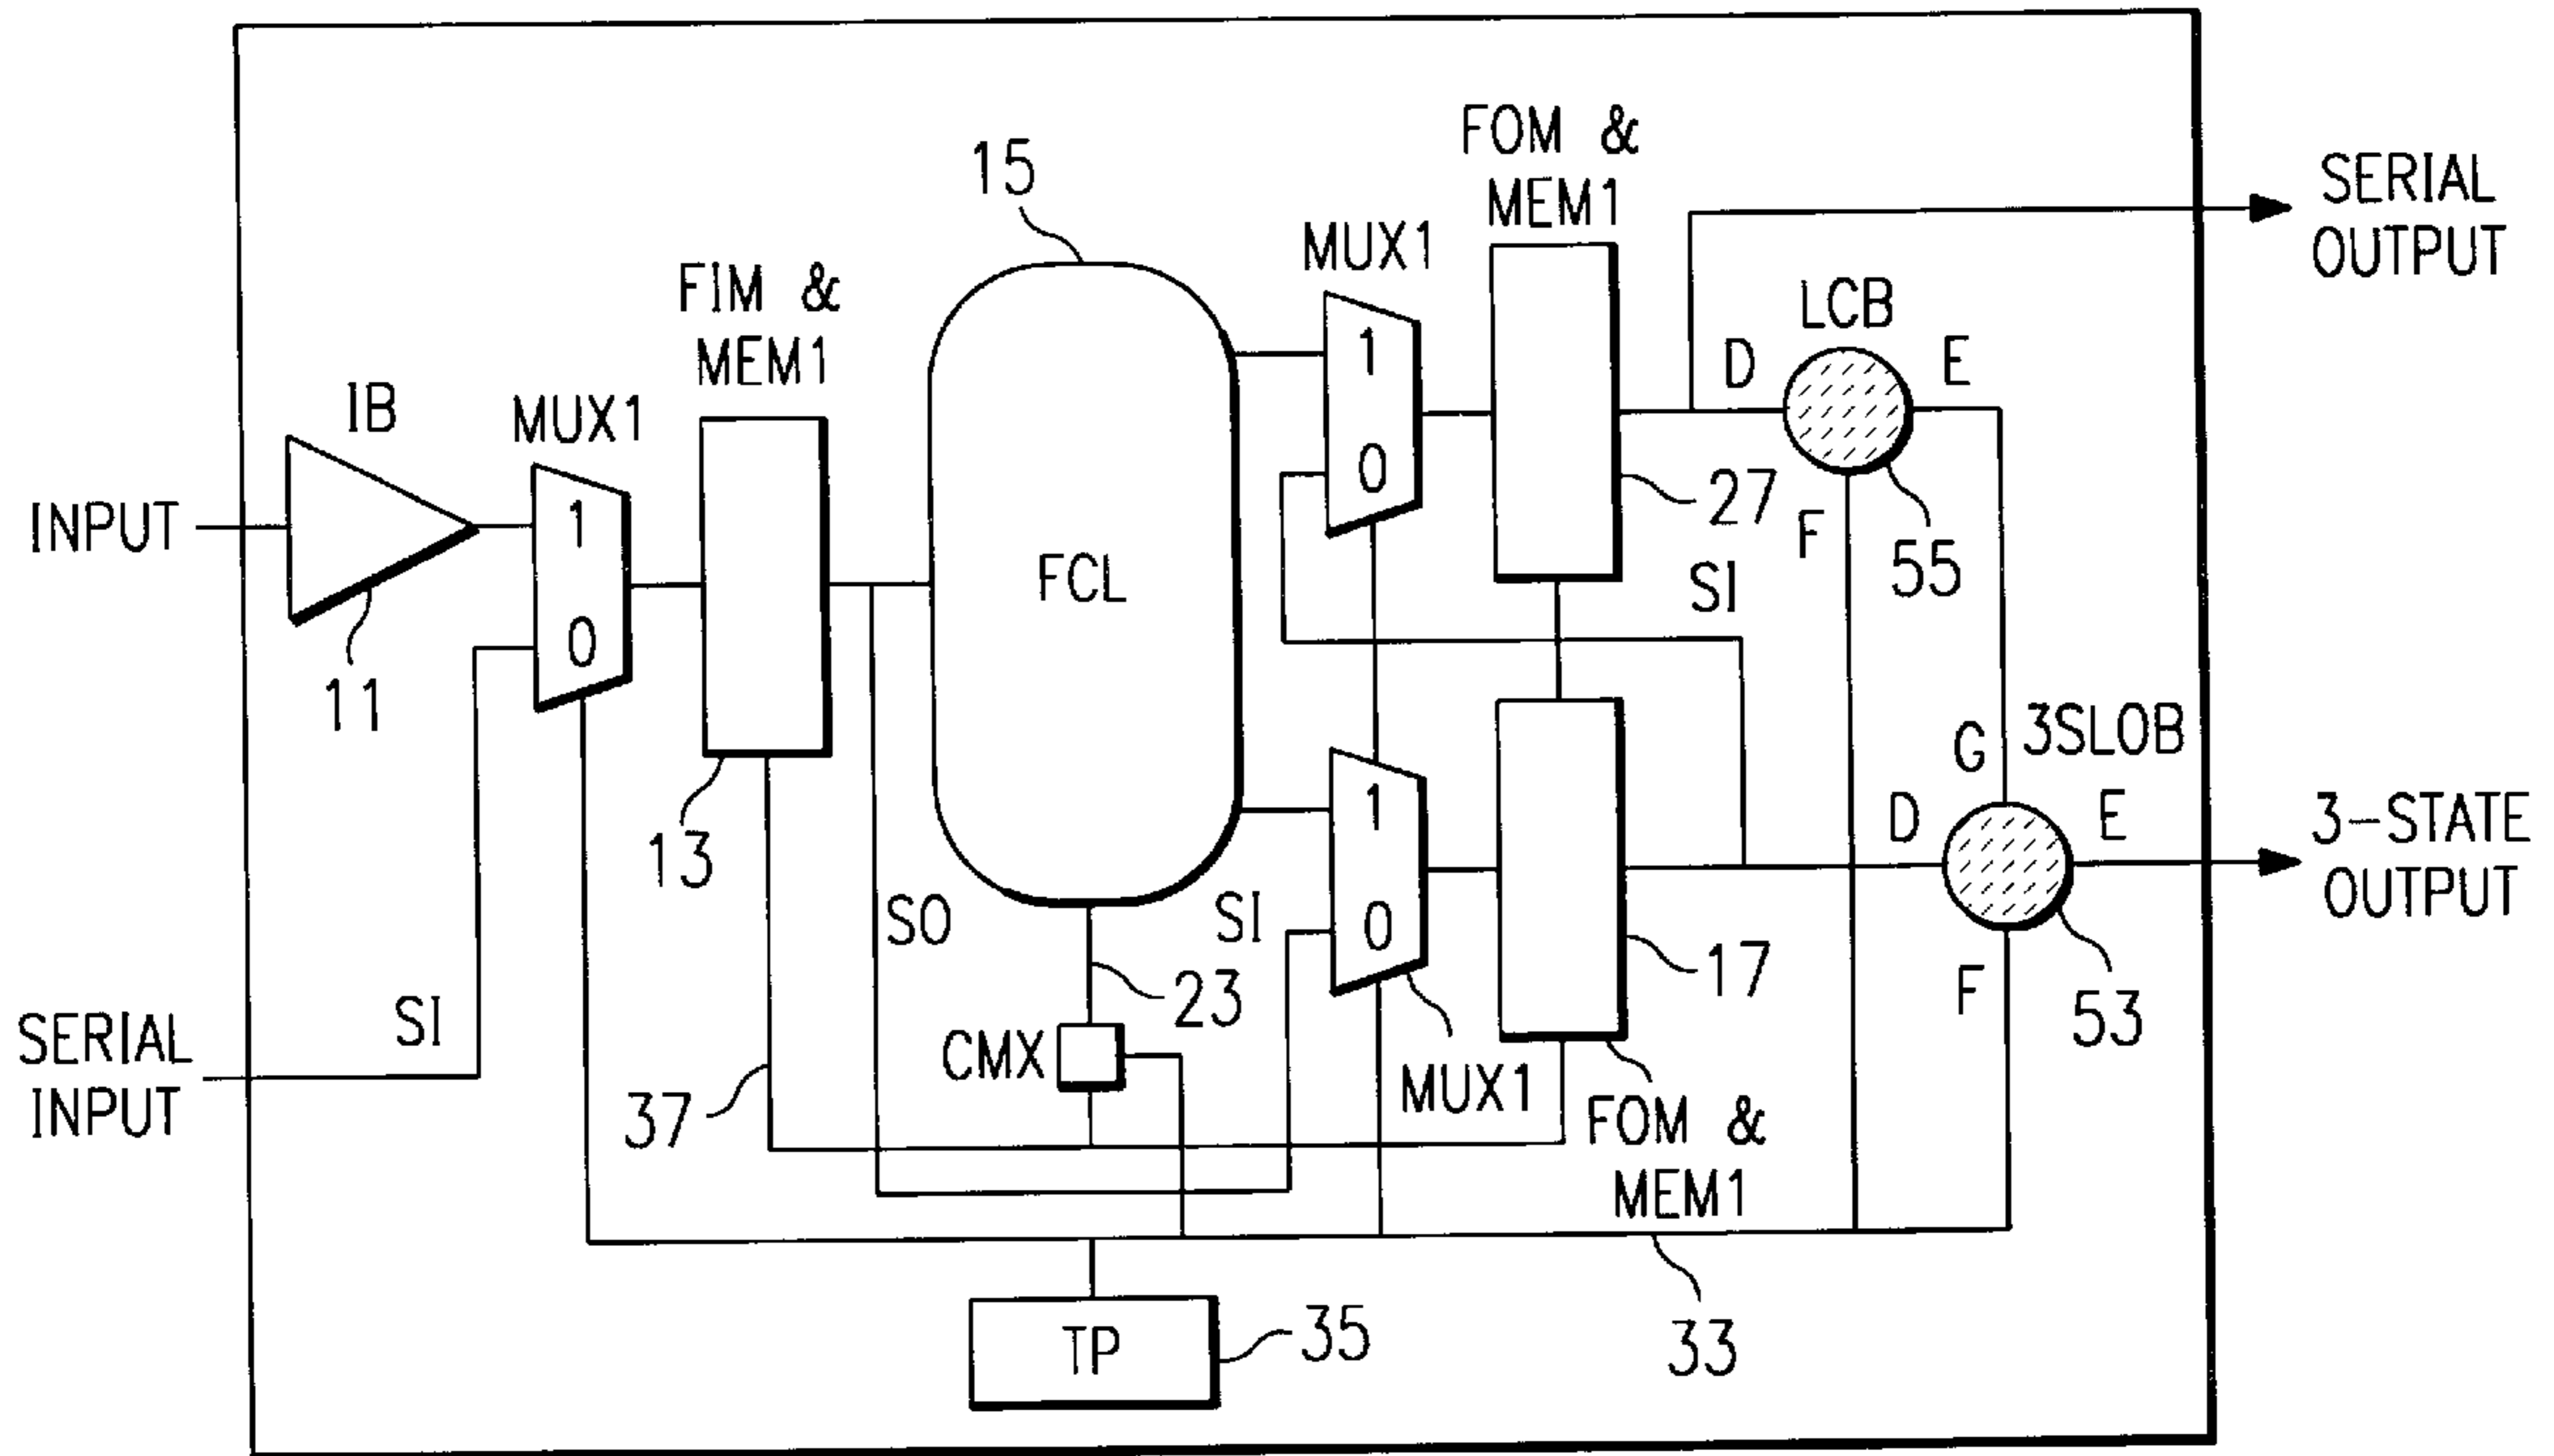 FOM &
MEM1
15
SERIAL
OUTPUT
MUX1
FIM &
MEM1
LCB
1
D
E
IB
MUX1
0
27
F
55
INPUT
1
FCL
SI
0
11
G
3SLOB
1
D
E
3-STATE
OUTPUT
13
SO
SI
0
17
F
53
23
SERIAL
INPUT
SI
CMX
37
MUX1
FOM &
MEM1
TP
35
33